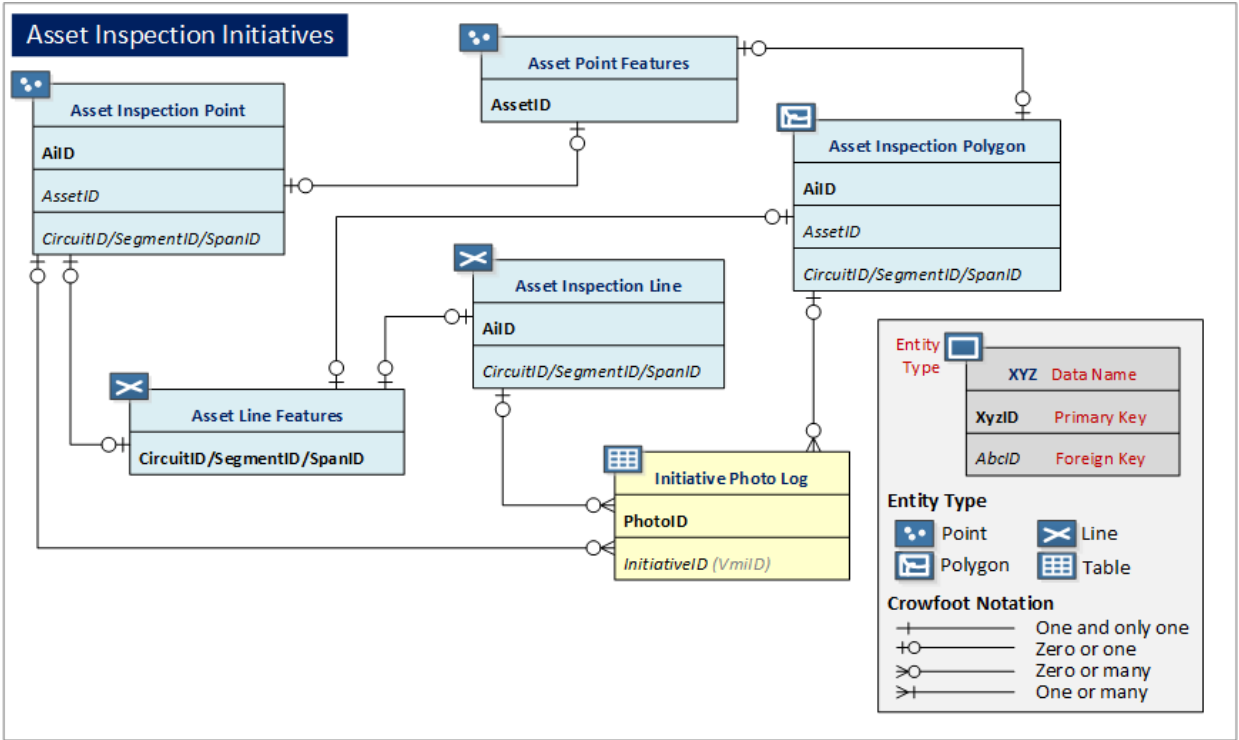 Asset Inspection Initiatives
Asset Point Features
AssetID
Asset Inspection Point
AiID
AssetID
CircuitID/SegmentID/SpanID
Asset Inspection Polygon
AiID
AssetID
CircuitID/SegmentID/SpanID
Asset Inspection Line
AiID
CircuitID/SegmentID/SpanID
Asset Line Features
CircuitID/SegmentID/SpanID
Initiative Photo Log
PhotoID
InitiativeID (VmiID)
Entity
Type
XYZ Data Name
XyzID Primary Key
AbcID Foreign Key
Entity Type
Point Line
Polygon Table
Crowfoot Notation
One and only one
Zero or one
Zero or many
One or many